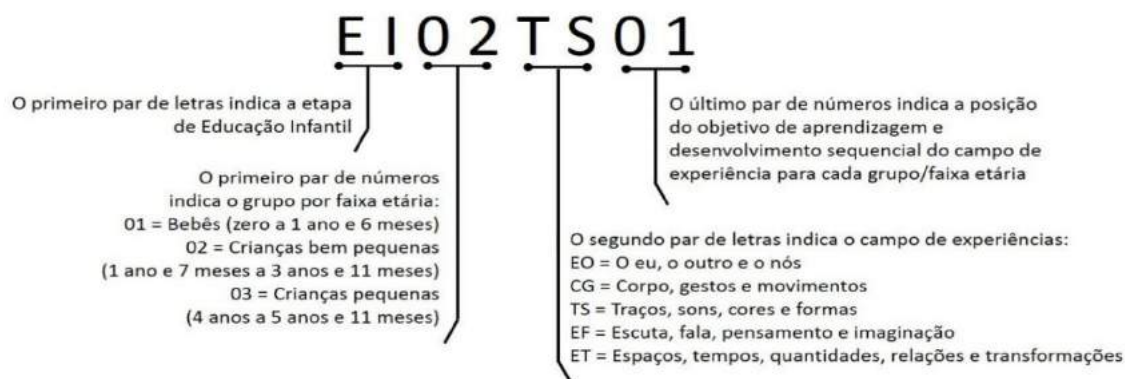 EI02TS01
O primeiro par de letras indica a etapa
de Educação Infantil
O primeiro par de números
indica o grupo por faixa etária:
01 = Bebês (zero a 1 ano e 6 meses)
02 = Crianças bem pequenas
(1 ano e 7 meses a 3 anos e 11 meses)
03 = Crianças pequenas
(4 anos a 5 anos e 11 meses)
O último par de números indica a posição
do objetivo de aprendizagem e
desenvolvimento sequencial do campo de
experiência para cada grupo/faixa etária
O segundo par de letras indica o campo de experiências:
EO = O eu, o outro e o nós
CG = Corpo, gestos e movimentos
TS = Traços, sons, cores e formas
EF = Escuta, fala, pensamento e imaginação
ET = Espaços, tempos, quantidades, relações e transformações